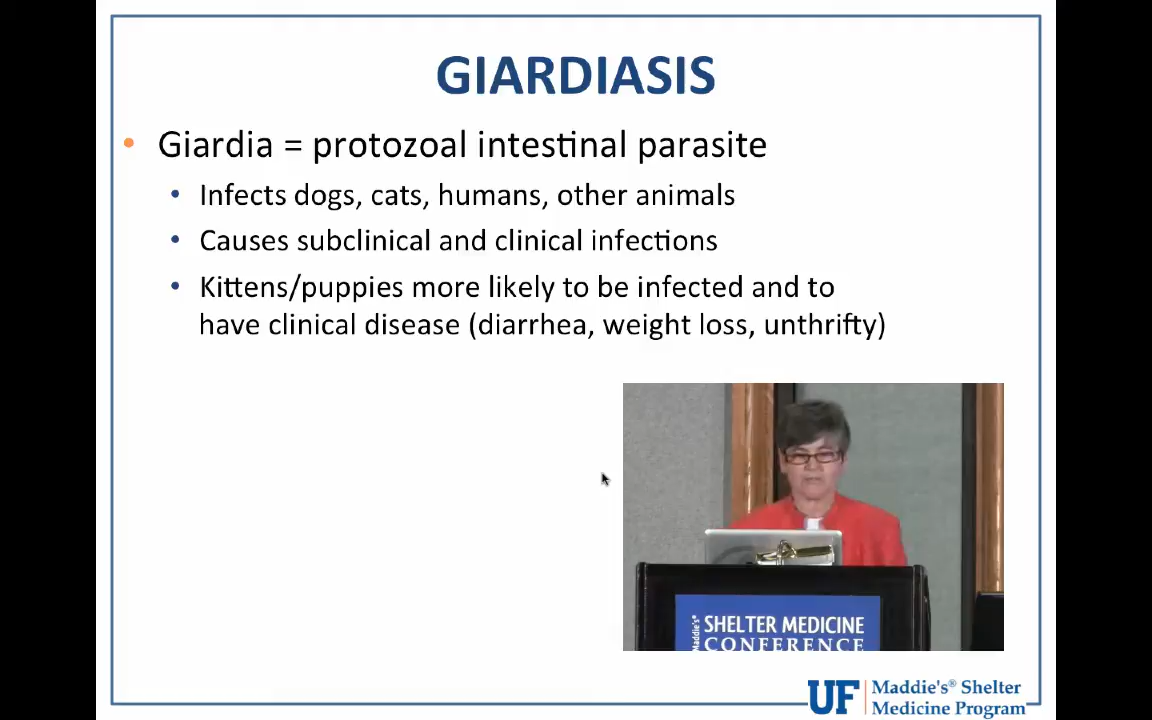 GIARDIASIS
• Giardia = protozoal intestinal parasite
• Infects dogs, cats, humans, other animals
• Causes subclinical and clinical infections
• Kittens/puppies more likely to be infected and to
have clinical disease (diarrhea, weight loss, unthrifty)
Maddie's®
SHELTER MEDICINE
CONFERENCE
UF
Maddie's® Shelter
Medicine Program